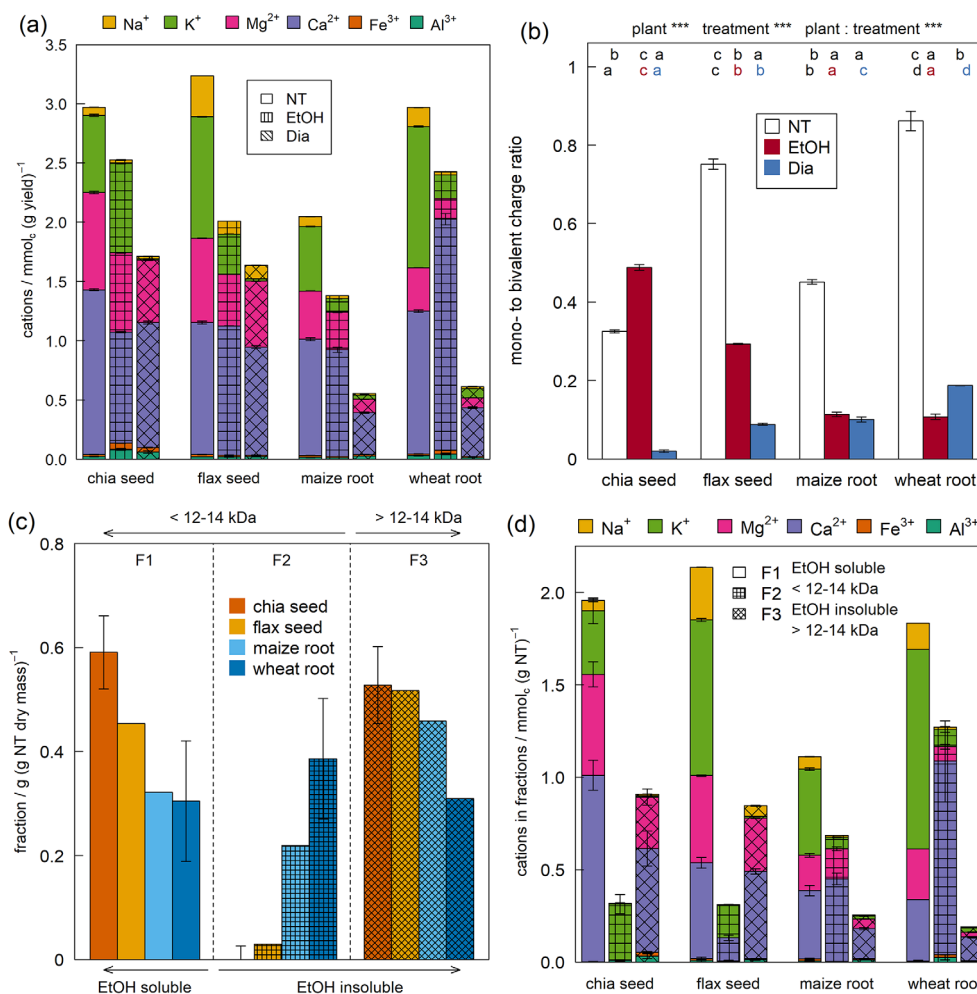 (a)
Na⁺ K⁺ Mg²⁺ Ca²⁺ Fe³⁺ Al³⁺
cations / mmol_c (g yield)⁻¹
3.5
3.0
2.5
2.0
1.5
1.0
0.5
0.0
NT
EtOH
Dia
chia seed flax seed maize root wheat root
(b)
plant *** treatment *** plant : treatment ***
b c a c b a b a a c a b
a c a c b b b a c d a d
mono- to bivalent charge ratio
1
0.8
0.6
0.4
0.2
0
NT
EtOH
Dia
chia seed flax seed maize root wheat root
(c)
< 12-14 kDa > 12-14 kDa
F1 F2 F3
fraction / g (g NT dry mass)⁻¹
0.8
0.6
0.4
0.2
0
chia seed
flax seed
maize root
wheat root
EtOH soluble EtOH insoluble
(d)
Na⁺ K⁺ Mg²⁺ Ca²⁺ Fe³⁺ Al³⁺
cations in fractions / mmol_c (g NT)⁻¹
2.0
1.5
1.0
0.5
0.0
F1 EtOH soluble
F2 < 12-14 kDa
F3 EtOH insoluble
> 12-14 kDa
chia seed flax seed maize root wheat root